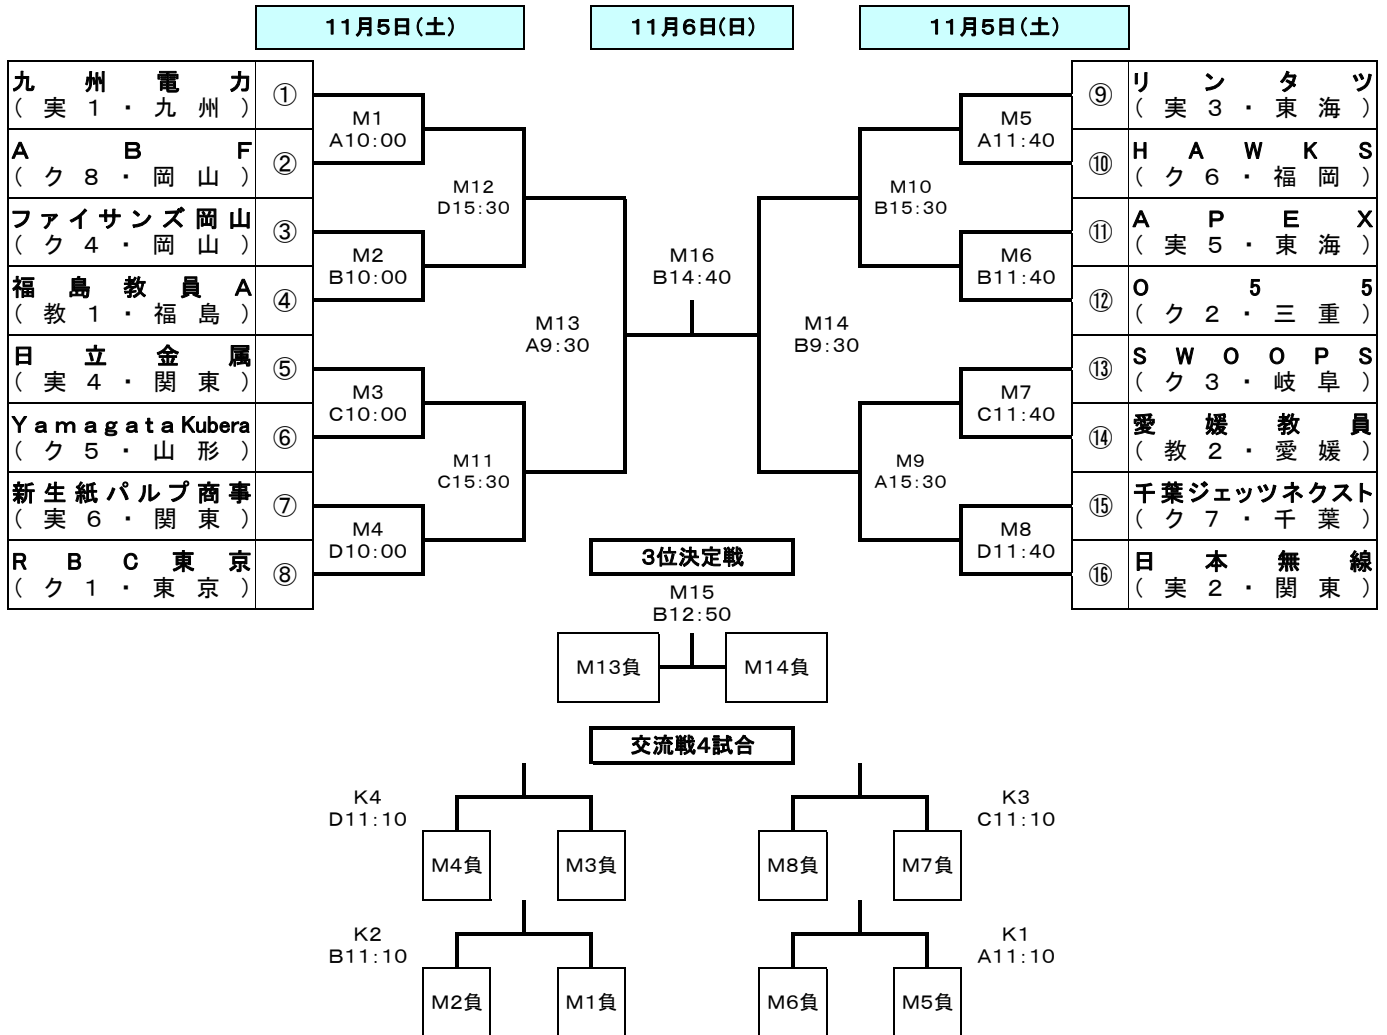 11月5日(土)
11月6日(日)
11月5日(土)
九州電力
(実1・九州)
①
ABF
(ク8・岡山)
②
ファイサンズ岡山
(ク4・岡山)
③
福島教員A
(教1・福島)
④
日立金属
(実4・関東)
⑤
Yamagata Kubera
(ク5・山形)
⑥
新生紙パルプ商事
(実6・関東)
⑦
RBC東京
(ク1・東京)
⑧
M1
A10:00
M2
B10:00
M3
C10:00
M4
D10:00
M12
D15:30
M11
C15:30
M13
A9:30
M16
B14:40
M14
B9:30
M10
B15:30
M9
A15:30
M5
A11:40
M6
B11:40
M7
C11:40
M8
D11:40
⑨
リンタツ
(実3・東海)
⑩
HAWKS
(ク6・福岡)
⑪
APEX
(実5・東海)
⑫
O55
(ク2・三重)
⑬
SWOOPS
(ク3・岐阜)
⑭
愛媛教員
(教2・愛媛)
⑮
千葉ジェッツネクスト
(ク7・千葉)
⑯
日本無線
(実2・関東)
3位決定戦
M15
B12:50
M13負
M14負
交流戦4試合
K4
D11:10
M4負
M3負
K3
C11:10
M8負
M7負
K2
B11:10
M2負
M1負
K1
A11:10
M6負
M5負